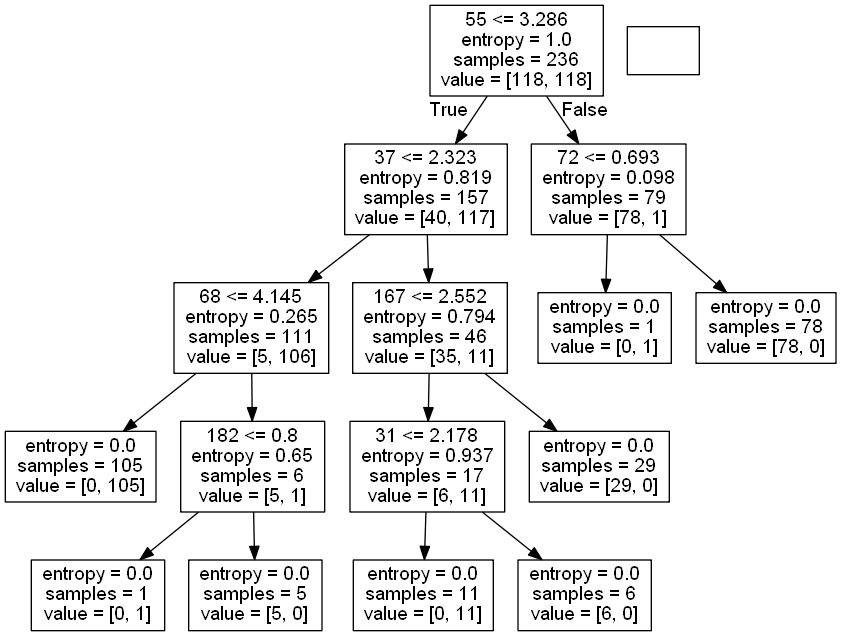 55 <= 3.286
entropy = 1.0
samples = 236
value = [118, 118]
True
False
37 <= 2.323
entropy = 0.819
samples = 157
value = [40, 117]
72 <= 0.693
entropy = 0.098
samples = 79
value = [78, 1]
68 <= 4.145
entropy = 0.265
samples = 111
value = [5, 106]
167 <= 2.552
entropy = 0.794
samples = 46
value = [35, 11]
entropy = 0.0
samples = 1
value = [0, 1]
entropy = 0.0
samples = 78
value = [78, 0]
entropy = 0.0
samples = 105
value = [0, 105]
182 <= 0.8
entropy = 0.65
samples = 6
value = [5, 1]
31 <= 2.178
entropy = 0.937
samples = 17
value = [6, 11]
entropy = 0.0
samples = 29
value = [29, 0]
entropy = 0.0
samples = 1
value = [0, 1]
entropy = 0.0
samples = 5
value = [5, 0]
entropy = 0.0
samples = 11
value = [0, 11]
entropy = 0.0
samples = 6
value = [6, 0]